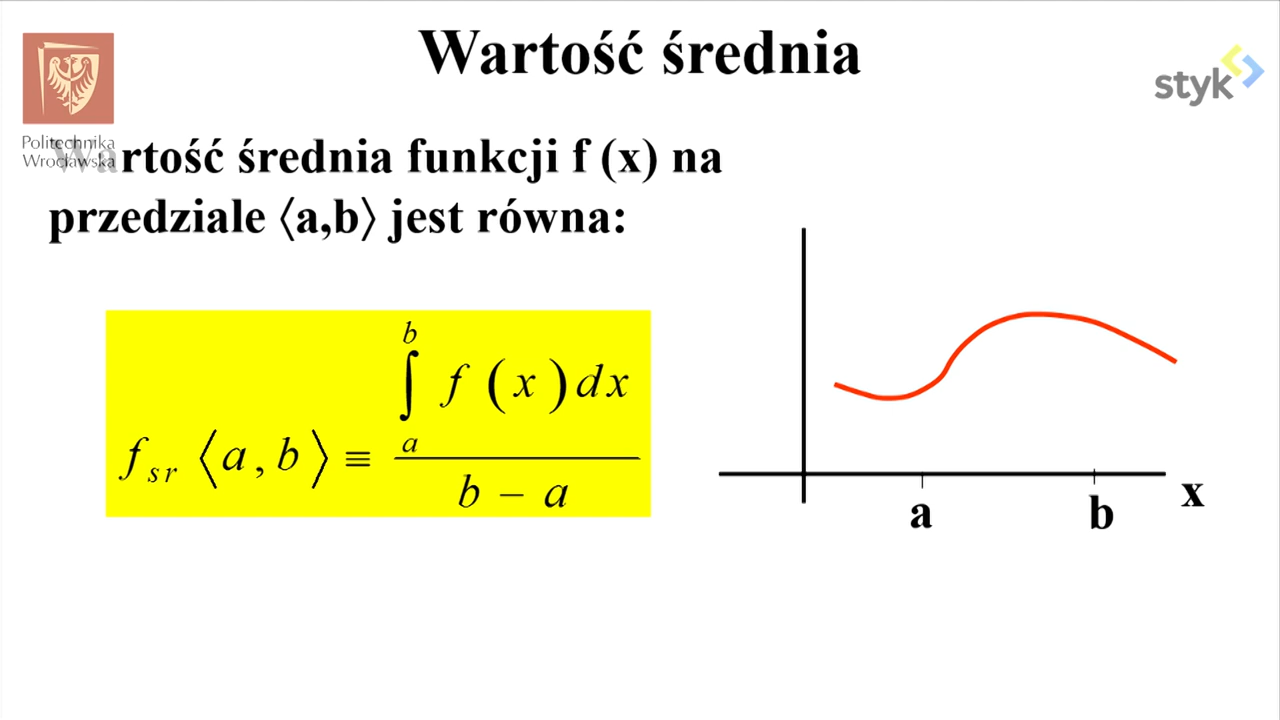 Wartość średnia
styk
Politechnika
Wrocławska
Wartość średnia funkcji f (x) na
przedziale ⟨a,b⟩ jest równa:
f_sr ⟨a, b⟩ ≡ ∫_a^b f (x) dx / (b − a)
a
b
x